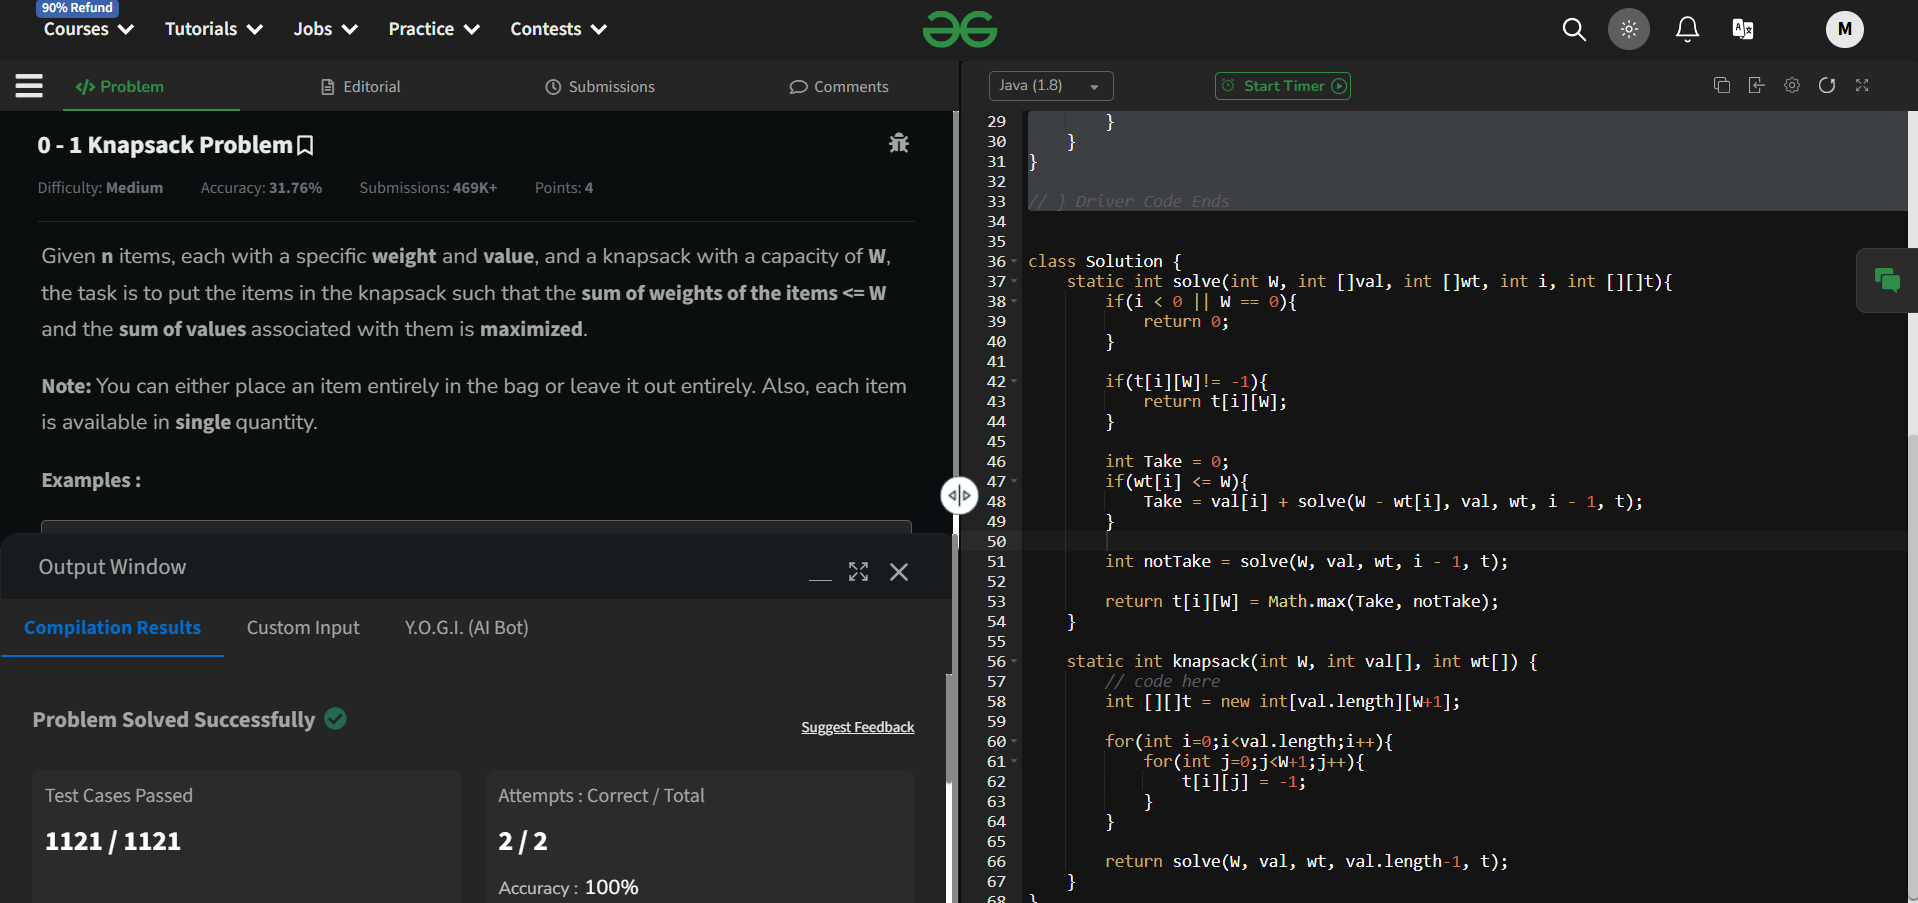 90% Refund
Courses
Tutorials
Jobs
Practice
Contests
M
</> Problem
Editorial
Submissions
Comments
0 - 1 Knapsack Problem
Difficulty: Medium
Accuracy: 31.76%
Submissions: 469K+
Points: 4
Given n items, each with a specific weight and value, and a knapsack with a capacity of W,
the task is to put the items in the knapsack such that the sum of weights of the items <= W
and the sum of values associated with them is maximized.
Note: You can either place an item entirely in the bag or leave it out entirely. Also, each item
is available in single quantity.
Examples :
Output Window
Compilation Results
Custom Input
Y.O.G.I. (AI Bot)
Problem Solved Successfully
Suggest Feedback
Test Cases Passed
1121 / 1121
Attempts : Correct / Total
2 / 2
Accuracy : 100%
Java (1.8)
Start Timer
29 }
30 }
31 }
32
33 // } Driver Code Ends
34
35
36 class Solution {
37 static int solve(int W, int []val, int []wt, int i, int [][]t){
38 if(i < 0 || W == 0){
39 return 0;
40 }
41
42 if(t[i][W]!= -1){
43 return t[i][W];
44 }
45
46 int Take = 0;
47 if(wt[i] <= W){
48 Take = val[i] + solve(W - wt[i], val, wt, i - 1, t);
49 }
50
51 int notTake = solve(W, val, wt, i - 1, t);
52
53 return t[i][W] = Math.max(Take, notTake);
54 }
55
56 static int knapsack(int W, int val[], int wt[]) {
57 // code here
58 int [][]t = new int[val.length][W+1];
59
60 for(int i=0;i<val.length;i++){
61 for(int j=0;j<W+1;j++){
62 t[i][j] = -1;
63 }
64 }
65
66 return solve(W, val, wt, val.length-1, t);
67 }
68 }